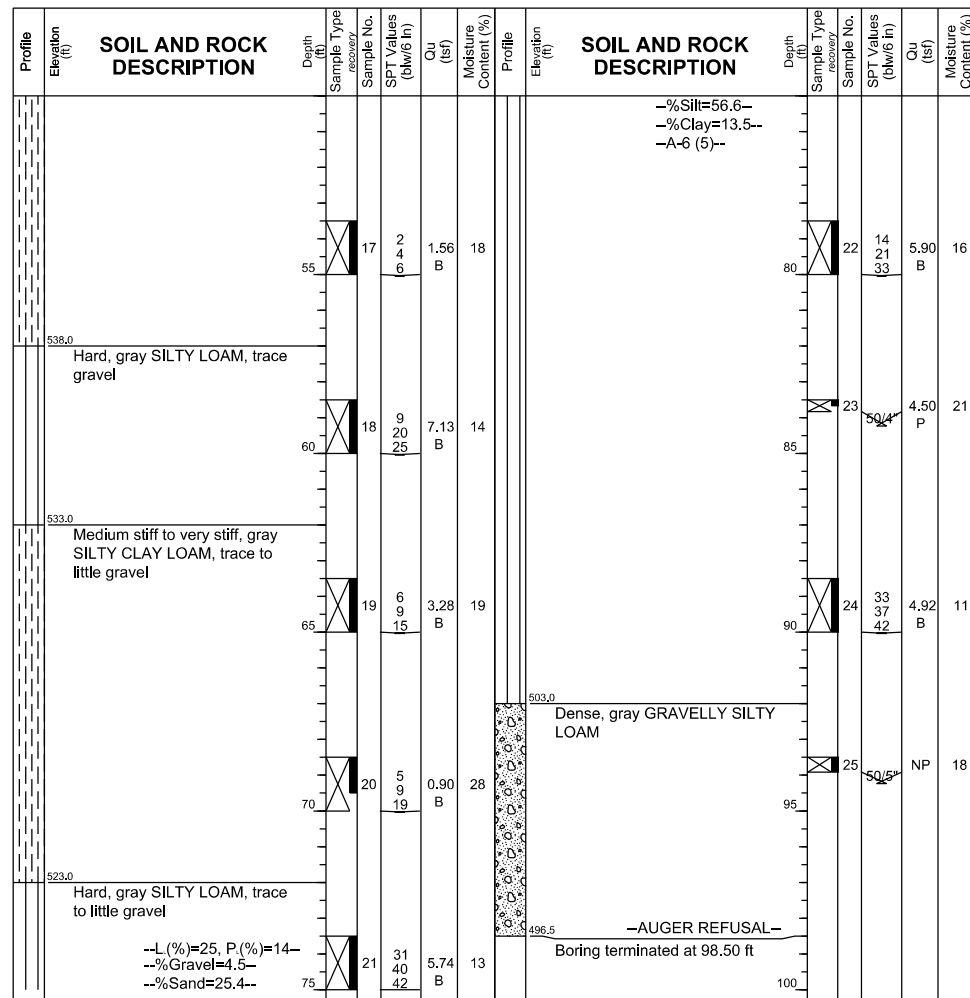 Profile
Elevation
(ft)
SOIL AND ROCK
DESCRIPTION
Depth
(ft)
Sample Type
recovery
Sample No.
SPT Values
(blw/6 in)
Qu
(tsf)
Moisture
Content (%)
17
2
4
6
1.56
B
18
55
538.0
Hard, gray SILTY LOAM, trace
gravel
18
9
20
25
7.13
B
14
60
533.0
Medium stiff to very stiff, gray
SILTY CLAY LOAM, trace to
little gravel
19
6
9
15
3.28
B
19
65
20
5
9
19
0.90
B
28
70
523.0
Hard, gray SILTY LOAM, trace
to little gravel
--L (%)=25, P (%)=14--
--%Gravel=4.5--
--%Sand=25.4--
21
31
40
42
5.74
B
13
75
Profile
Elevation
(ft)
SOIL AND ROCK
DESCRIPTION
Depth
(ft)
Sample Type
recovery
Sample No.
SPT Values
(blw/6 in)
Qu
(tsf)
Moisture
Content (%)
--%Silt=56.6--
--%Clay=13.5--
--A-6 (5)--
22
14
21
33
5.90
B
16
80
23
50/4"
4.50
P
21
85
24
33
37
42
4.92
B
11
90
503.0
Dense, gray GRAVELLY SILTY
LOAM
25
50/5"
NP
18
95
496.5
--AUGER REFUSAL--
Boring terminated at 98.50 ft
100